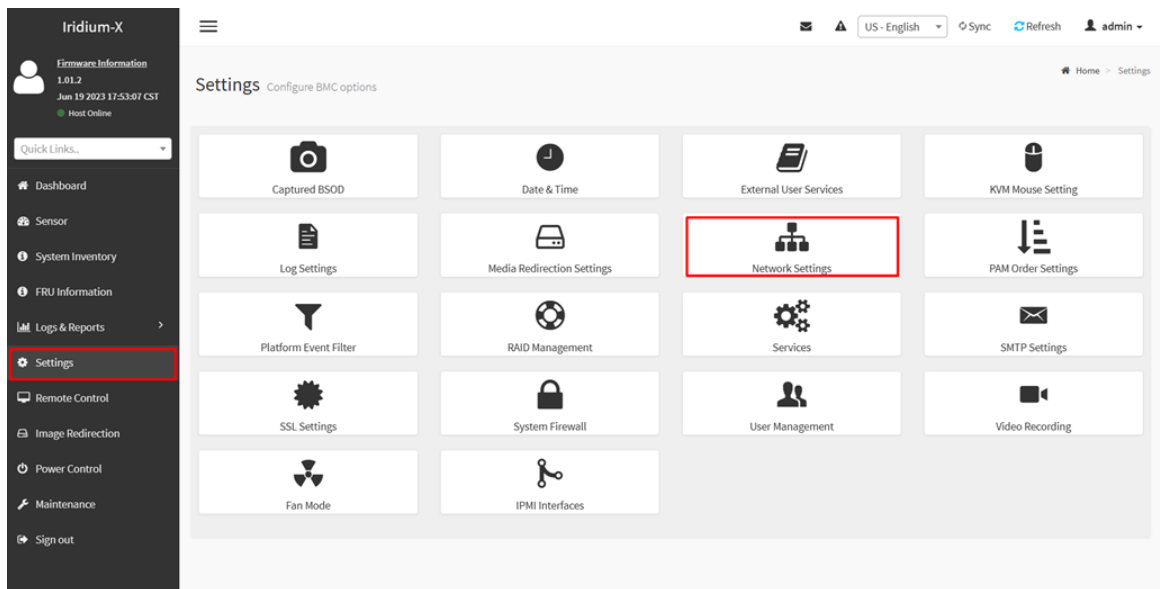 Iridium-X
Firmware Information
1.01.2
Jun 19 2023 17:53:07 CST
Host Online
Quick Links..
Dashboard
Sensor
System Inventory
FRU Information
Logs & Reports
Settings
Remote Control
Image Redirection
Power Control
Maintenance
Sign out
US - English
Sync
Refresh
admin
Settings Configure BMC options
Home > Settings
Captured BSOD
Date & Time
External User Services
KVM Mouse Setting
Log Settings
Media Redirection Settings
Network Settings
PAM Order Settings
Platform Event Filter
RAID Management
Services
SMTP Settings
SSL Settings
System Firewall
User Management
Video Recording
Fan Mode
IPMI Interfaces